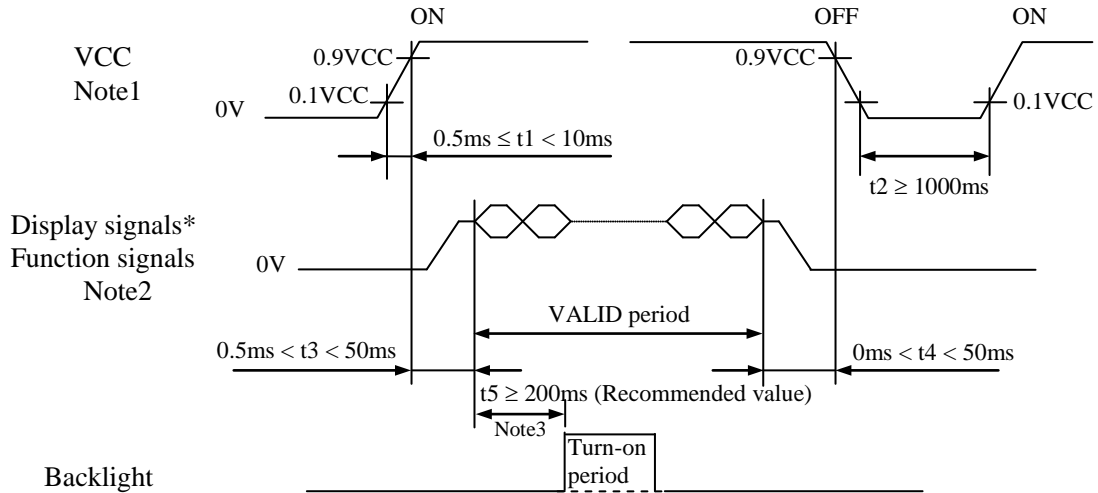 ON
OFF
ON
VCC
Note1
0.9VCC
0.9VCC
0V
0.1VCC
0.1VCC
0.5ms ≤ t1 < 10ms
t2 ≥ 1000ms
Display signals*
Function signals
Note2
0V
VALID period
0.5ms < t3 < 50ms
0ms < t4 < 50ms
t5 ≥ 200ms (Recommended value)
Note3
Backlight
Turn-on
period